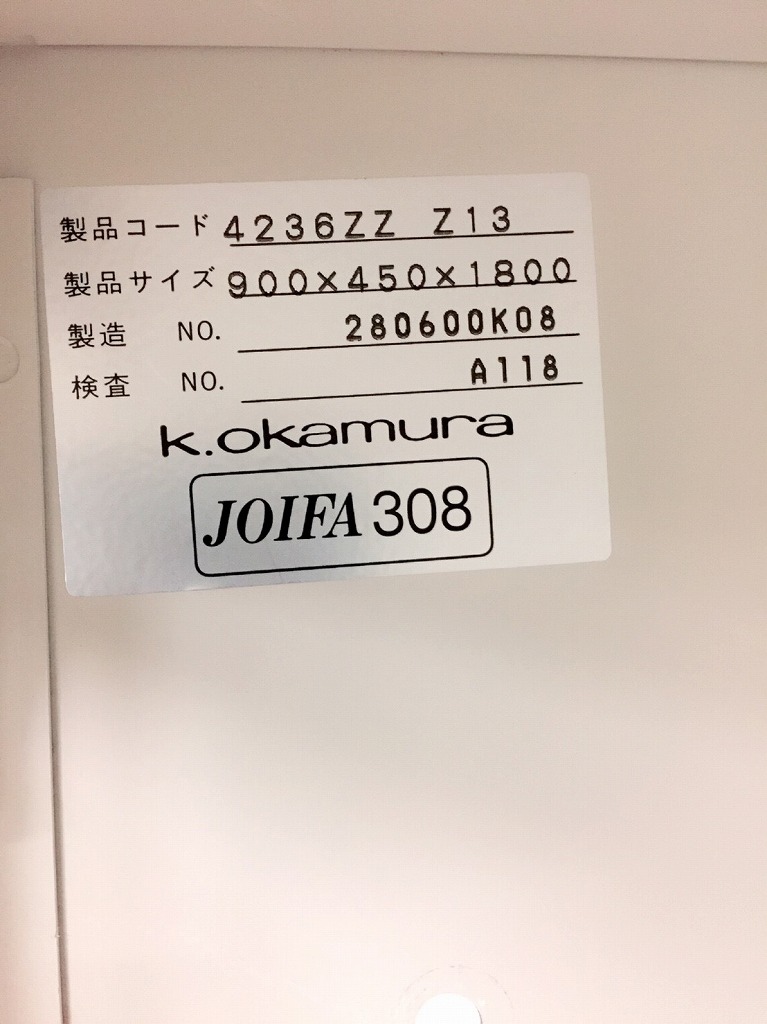 製品コード 4236ZZ Z13
製品サイズ 900×450×1800
製造 NO. 280600K08
検査 NO. A118
k.okamura
JOIFA 308